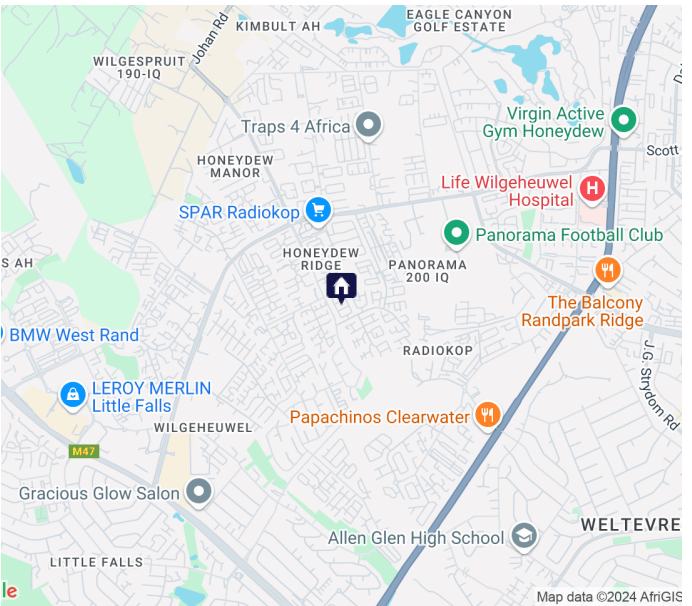 EAGLE CANYON
GOLF ESTATE
KIMBULT AH
Johan Rd
WILGESPRUIT
190-IQ
Virgin Active
Gym Honeydew
Traps 4 Africa
Scott
HONEYDEW
MANOR
Life Wilgeheuwel
Hospital
H
SPAR Radiokop
Panorama Football Club
HONEYDEW
RIDGE
PANORAMA
200 IQ
S AH
The Balcony
Randpark Ridge
BMW West Rand
RADIOKOP
J.G. Strydom Rd
LEROY MERLIN
Little Falls
Papachinos Clearwater
WILGEHEUWEL
M47
Gracious Glow Salon
WELTEVRE
Allen Glen High School
LITTLE FALLS
le
Map data ©2024 AfriGIS